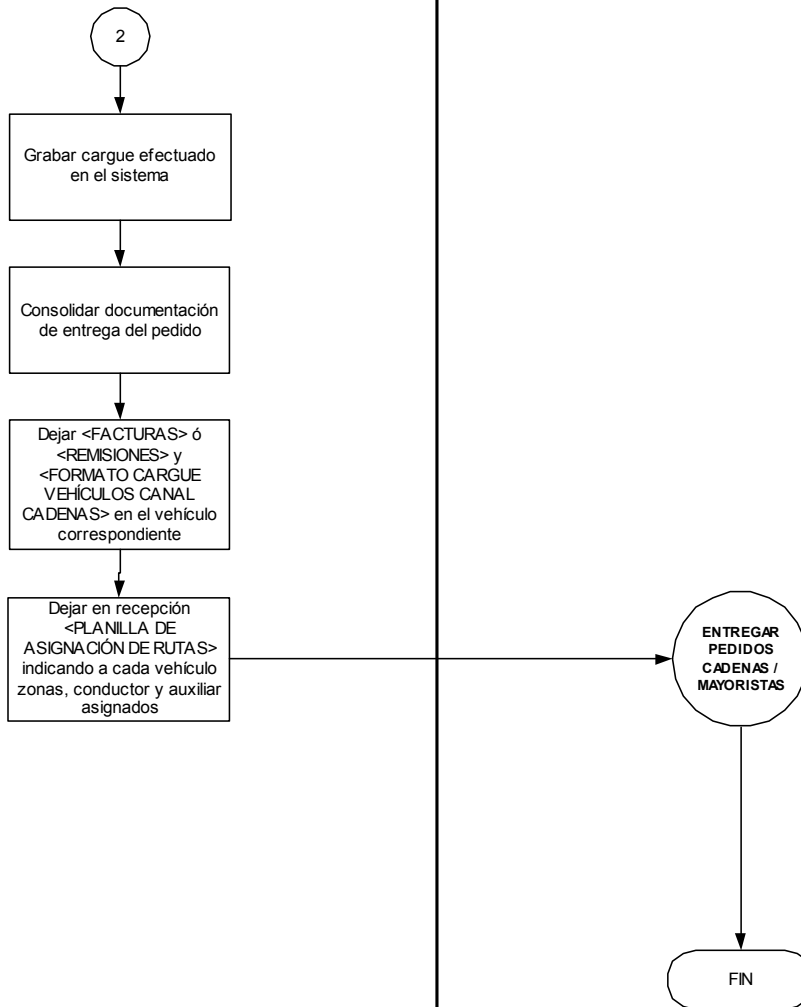 2
Grabar cargue efectuado
en el sistema
Consolidar documentación
de entrega del pedido
Dejar <FACTURAS> ó
<REMISIONES> y
<FORMATO CARGUE
VEHÍCULOS CANAL
CADENAS> en el vehículo
correspondiente
Dejar en recepción
<PLANILLA DE
ASIGNACIÓN DE RUTAS>
indicando a cada vehículo
zonas, conductor y auxiliar
asignados
ENTREGAR
PEDIDOS
CADENAS /
MAYORISTAS
FIN